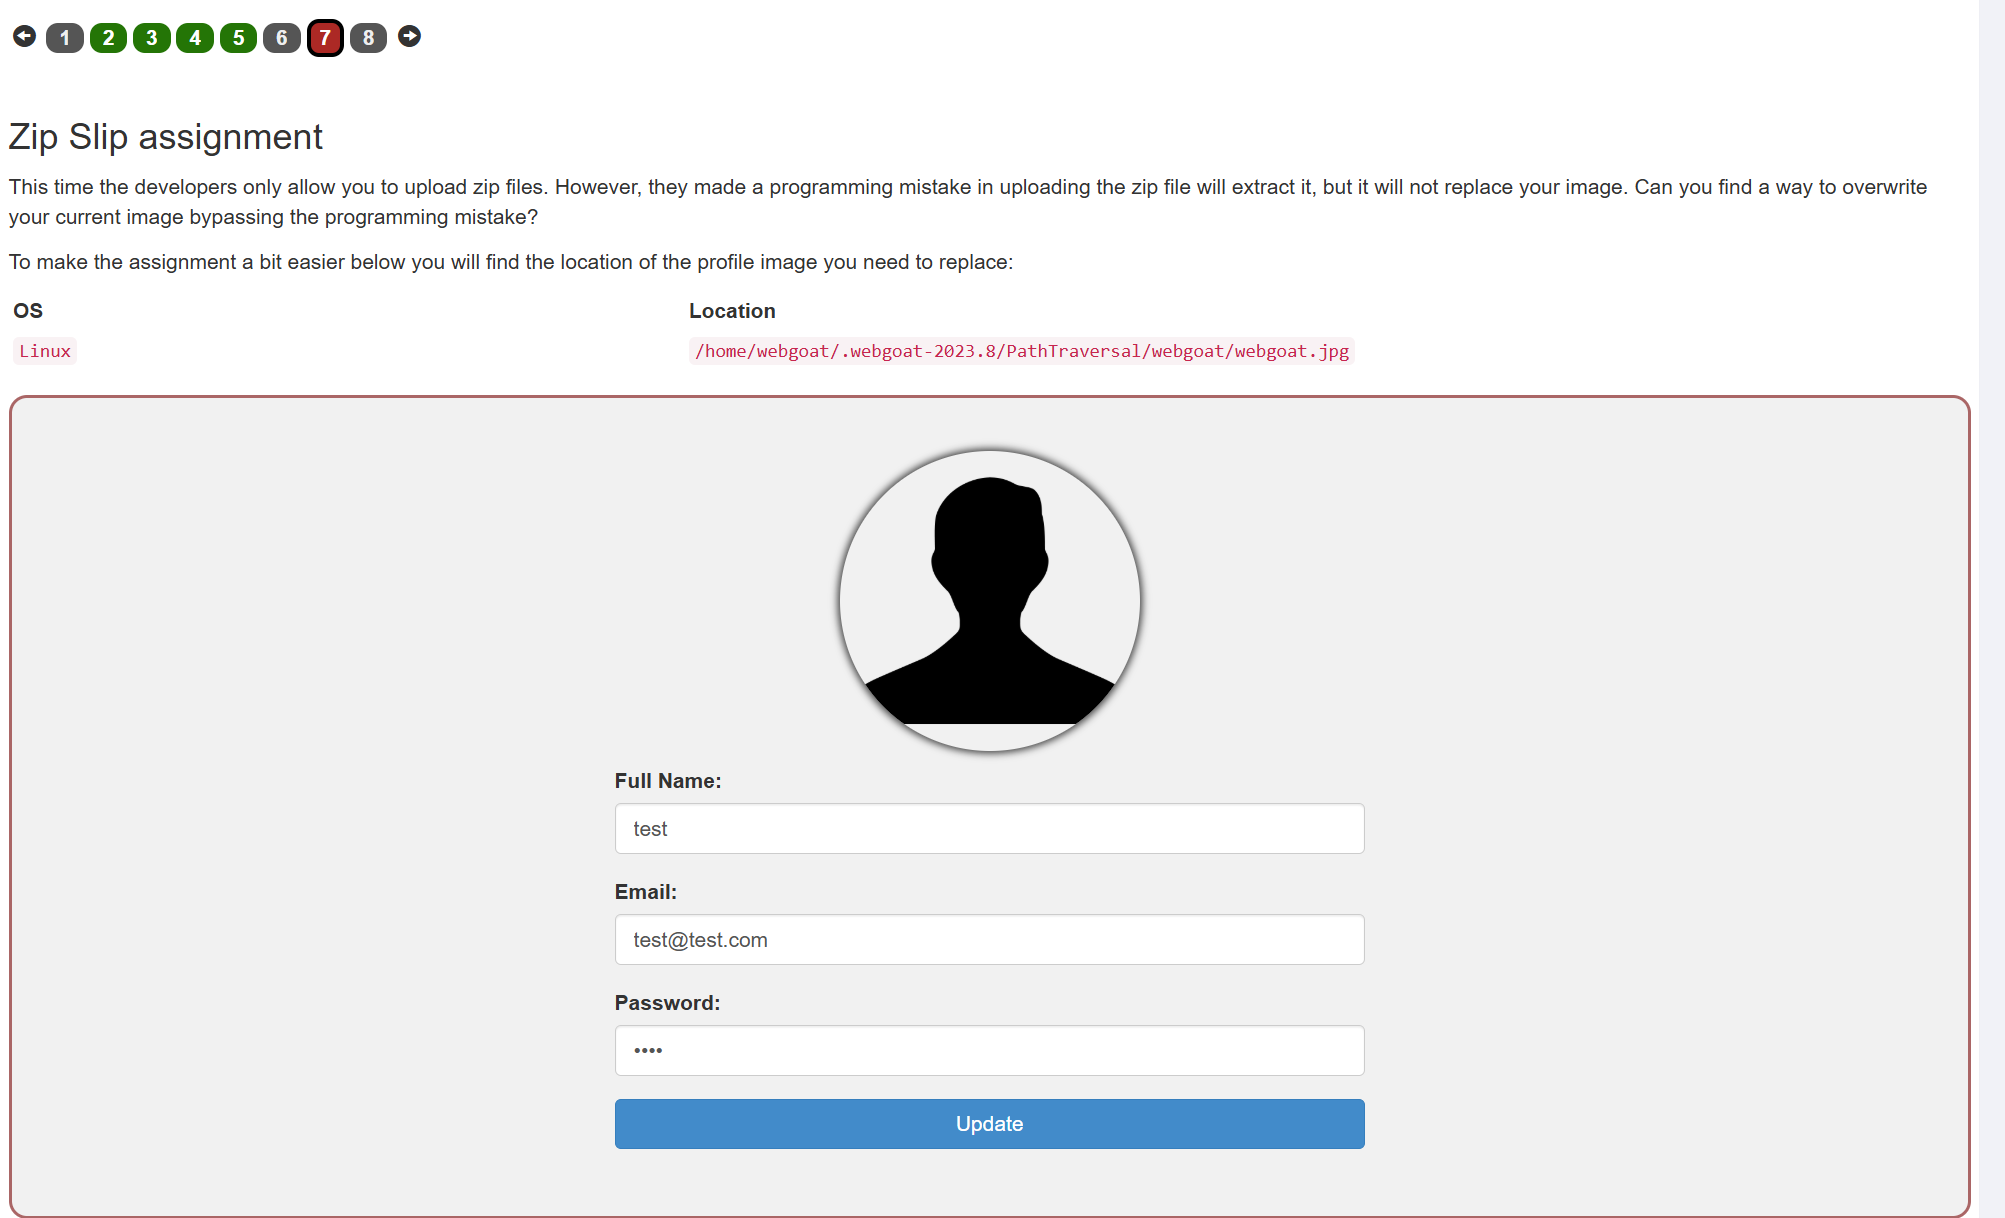 1 2 3 4 5 6 7 8
Zip Slip assignment
This time the developers only allow you to upload zip files. However, they made a programming mistake in uploading the zip file will extract it, but it will not replace your image. Can you find a way to overwrite
your current image bypassing the programming mistake?
To make the assignment a bit easier below you will find the location of the profile image you need to replace:
OS Location
Linux /home/webgoat/.webgoat-2023.8/PathTraversal/webgoat/webgoat.jpg
Full Name:
test
Email:
test@test.com
Password:
••••
Update